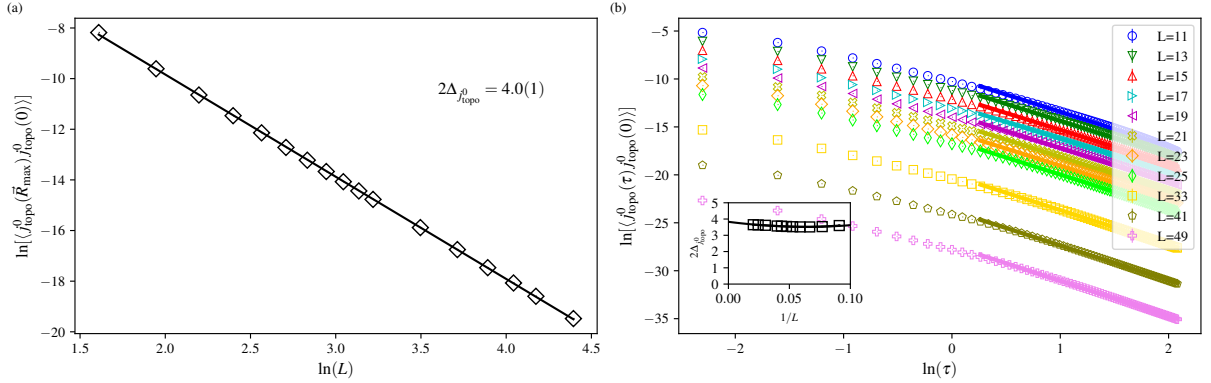 (a)
ln[⟨j⁰_topo(R⃗_max)j⁰_topo(0)⟩]
−8
−10
−12
−14
−16
−18
−20
2Δ_{j⁰_topo} = 4.0(1)
1.5
2.0
2.5
3.0
3.5
4.0
4.5
ln(L)
(b)
ln[⟨j⁰_topo(τ)j⁰_topo(0)⟩]
−5
−10
−15
−20
−25
−30
−35
L=11
L=13
L=15
L=17
L=19
L=21
L=23
L=25
L=33
L=41
L=49
2Δ_{j⁰_topo}
5
4
3
2
1
0
0.00
0.05
0.10
1/L
−2
−1
0
1
2
ln(τ)